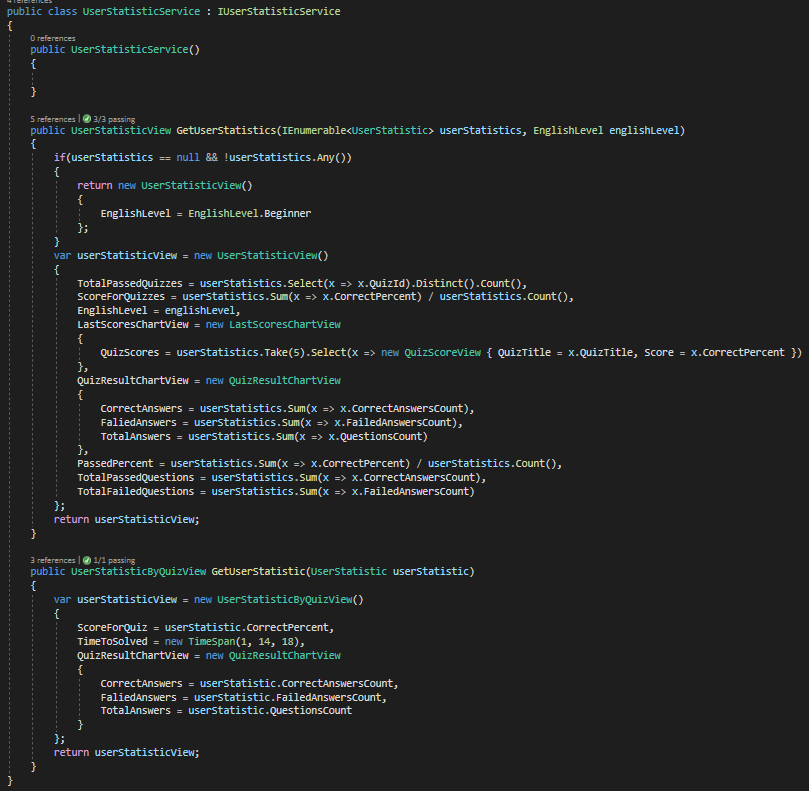 4 references
public class UserStatisticService : IUserStatisticService
{
0 references
public UserStatisticService()
{
}
5 references | 3/3 passing
public UserStatisticView GetUserStatistics(IEnumerable<UserStatistic> userStatistics, EnglishLevel englishLevel)
{
if(userStatistics == null && !userStatistics.Any())
{
return new UserStatisticView()
{
EnglishLevel = EnglishLevel.Beginner
};
}
var userStatisticView = new UserStatisticView()
{
TotalPassedQuizzes = userStatistics.Select(x => x.QuizId).Distinct().Count(),
ScoreForQuizzes = userStatistics.Sum(x => x.CorrectPercent) / userStatistics.Count(),
EnglishLevel = englishLevel,
LastScoresChartView = new LastScoresChartView
{
QuizScores = userStatistics.Take(5).Select(x => new QuizScoreView { QuizTitle = x.QuizTitle, Score = x.CorrectPercent })
},
QuizResultChartView = new QuizResultChartView
{
CorrectAnswers = userStatistics.Sum(x => x.CorrectAnswersCount),
FaliedAnswers = userStatistics.Sum(x => x.FailedAnswersCount),
TotalAnswers = userStatistics.Sum(x => x.QuestionsCount)
},
PassedPercent = userStatistics.Sum(x => x.CorrectPercent) / userStatistics.Count(),
TotalPassedQuestions = userStatistics.Sum(x => x.CorrectAnswersCount),
TotalFailedQuestions = userStatistics.Sum(x => x.FailedAnswersCount)
};
return userStatisticView;
}
3 references | 1/1 passing
public UserStatisticByQuizView GetUserStatistic(UserStatistic userStatistic)
{
var userStatisticView = new UserStatisticByQuizView()
{
ScoreForQuiz = userStatistic.CorrectPercent,
TimeToSolved = new TimeSpan(1, 14, 18),
QuizResultChartView = new QuizResultChartView
{
CorrectAnswers = userStatistic.CorrectAnswersCount,
FaliedAnswers = userStatistic.FailedAnswersCount,
TotalAnswers = userStatistic.QuestionsCount
}
};
return userStatisticView;
}
}